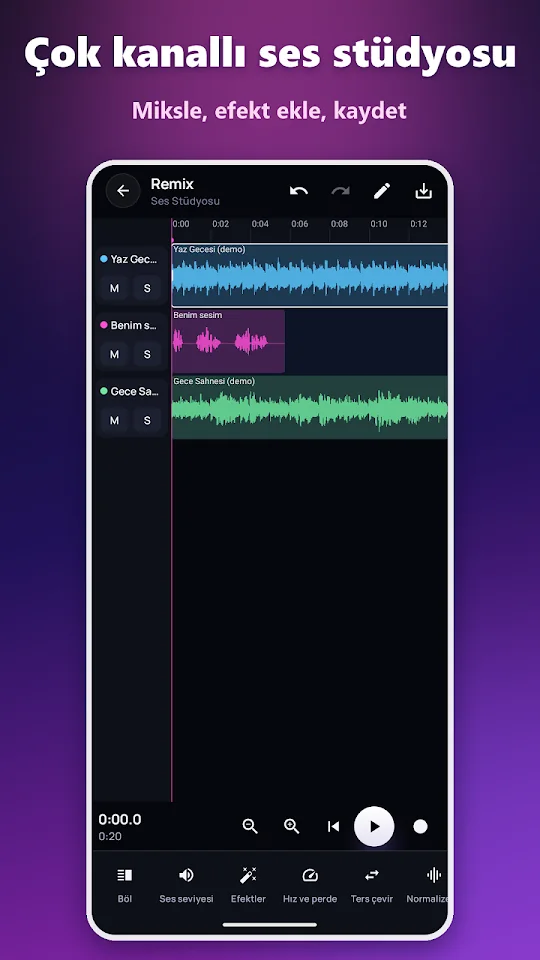 Çok kanallı ses stüdyosu
Miksle, efekt ekle, kaydet
Remix
Ses Stüdyosu
0:00 0:02 0:04 0:06 0:08 0:10 0:12
Yaz Gec...
Yaz Gecesi (demo)
M S
Benim s...
Benim sesim
M S
Gece Sa...
Gece Sahnesi (demo)
M S
0:00.0
0:20
Böl Ses seviyesi Efektler Hız ve perde Ters çevir Normalize